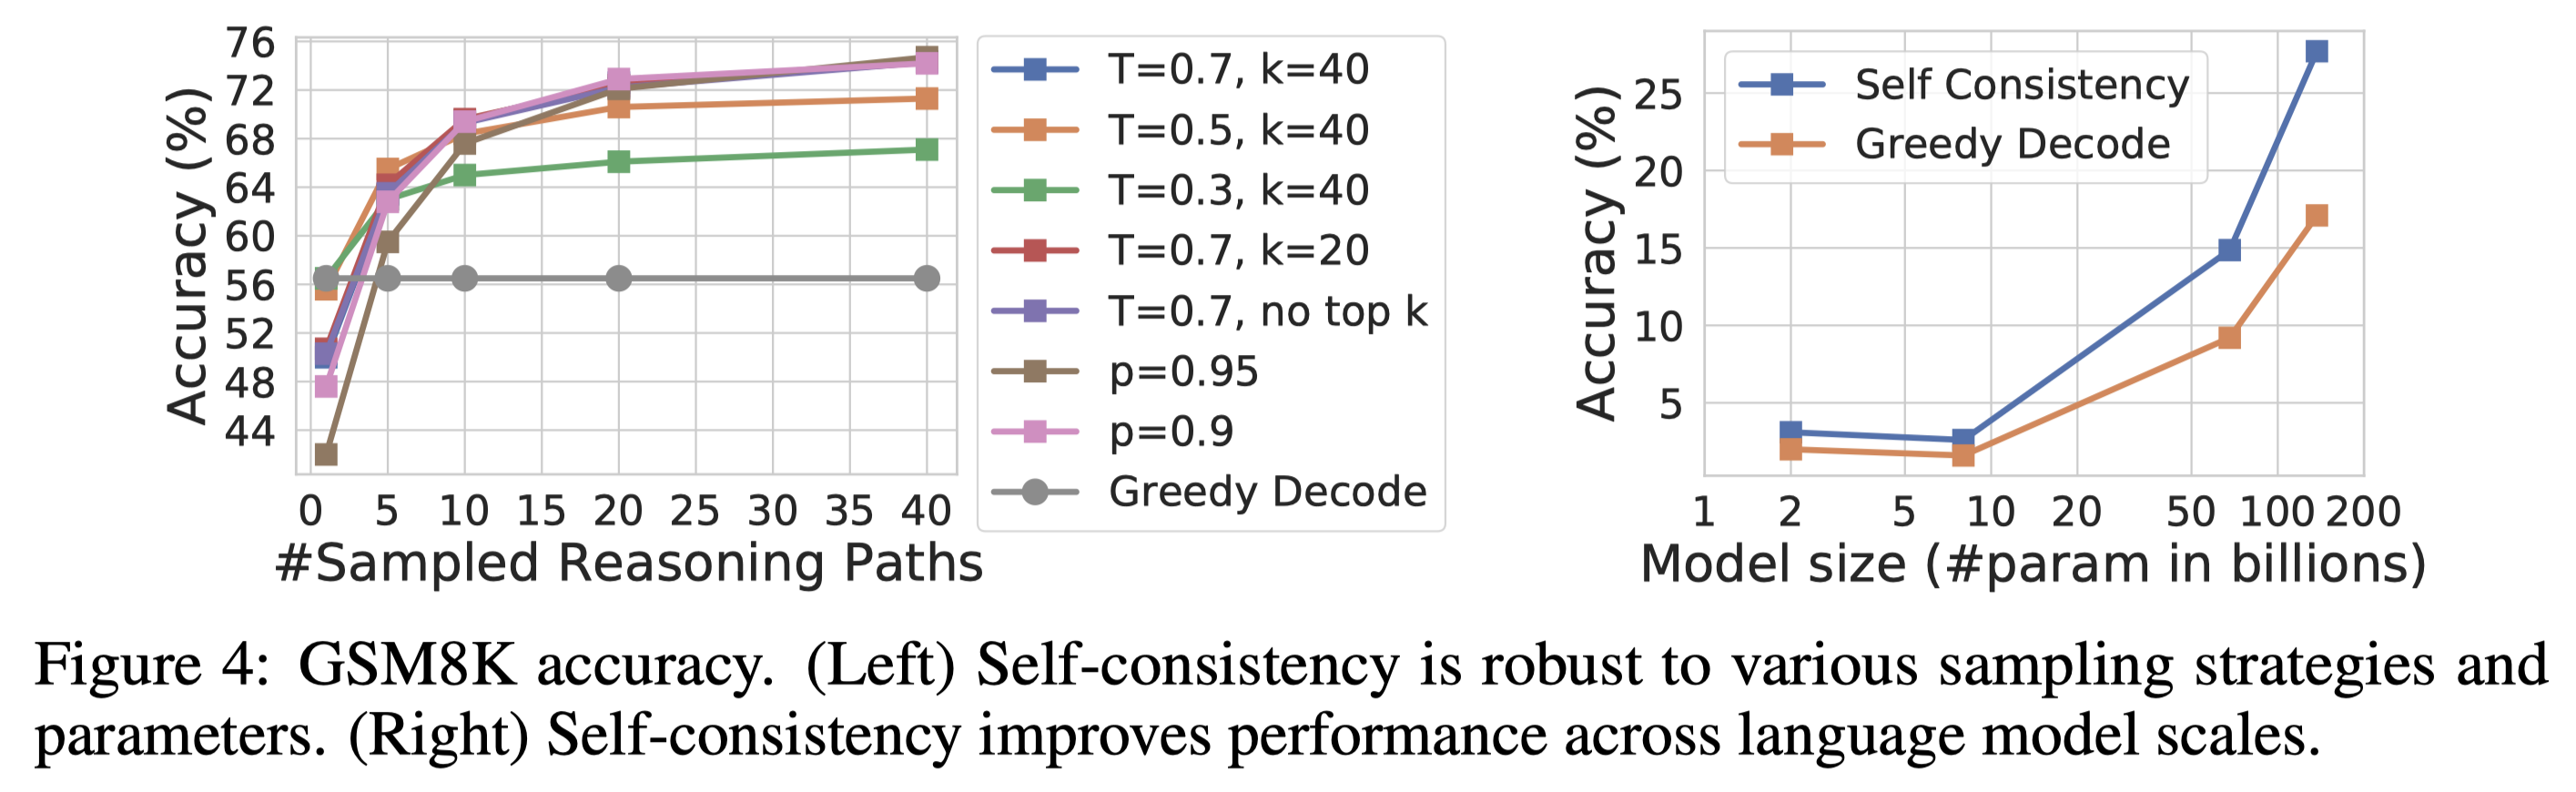 76
72
68
64
60
56
52
48
44
Accuracy (%)
0 5 10 15 20 25 30 35 40
#Sampled Reasoning Paths
T=0.7, k=40
T=0.5, k=40
T=0.3, k=40
T=0.7, k=20
T=0.7, no top k
p=0.95
p=0.9
Greedy Decode
25
20
15
10
5
Accuracy (%)
Self Consistency
Greedy Decode
1 2 5 10 20 50 100 200
Model size (#param in billions)
Figure 4: GSM8K accuracy. (Left) Self-consistency is robust to various sampling strategies and
parameters. (Right) Self-consistency improves performance across language model scales.